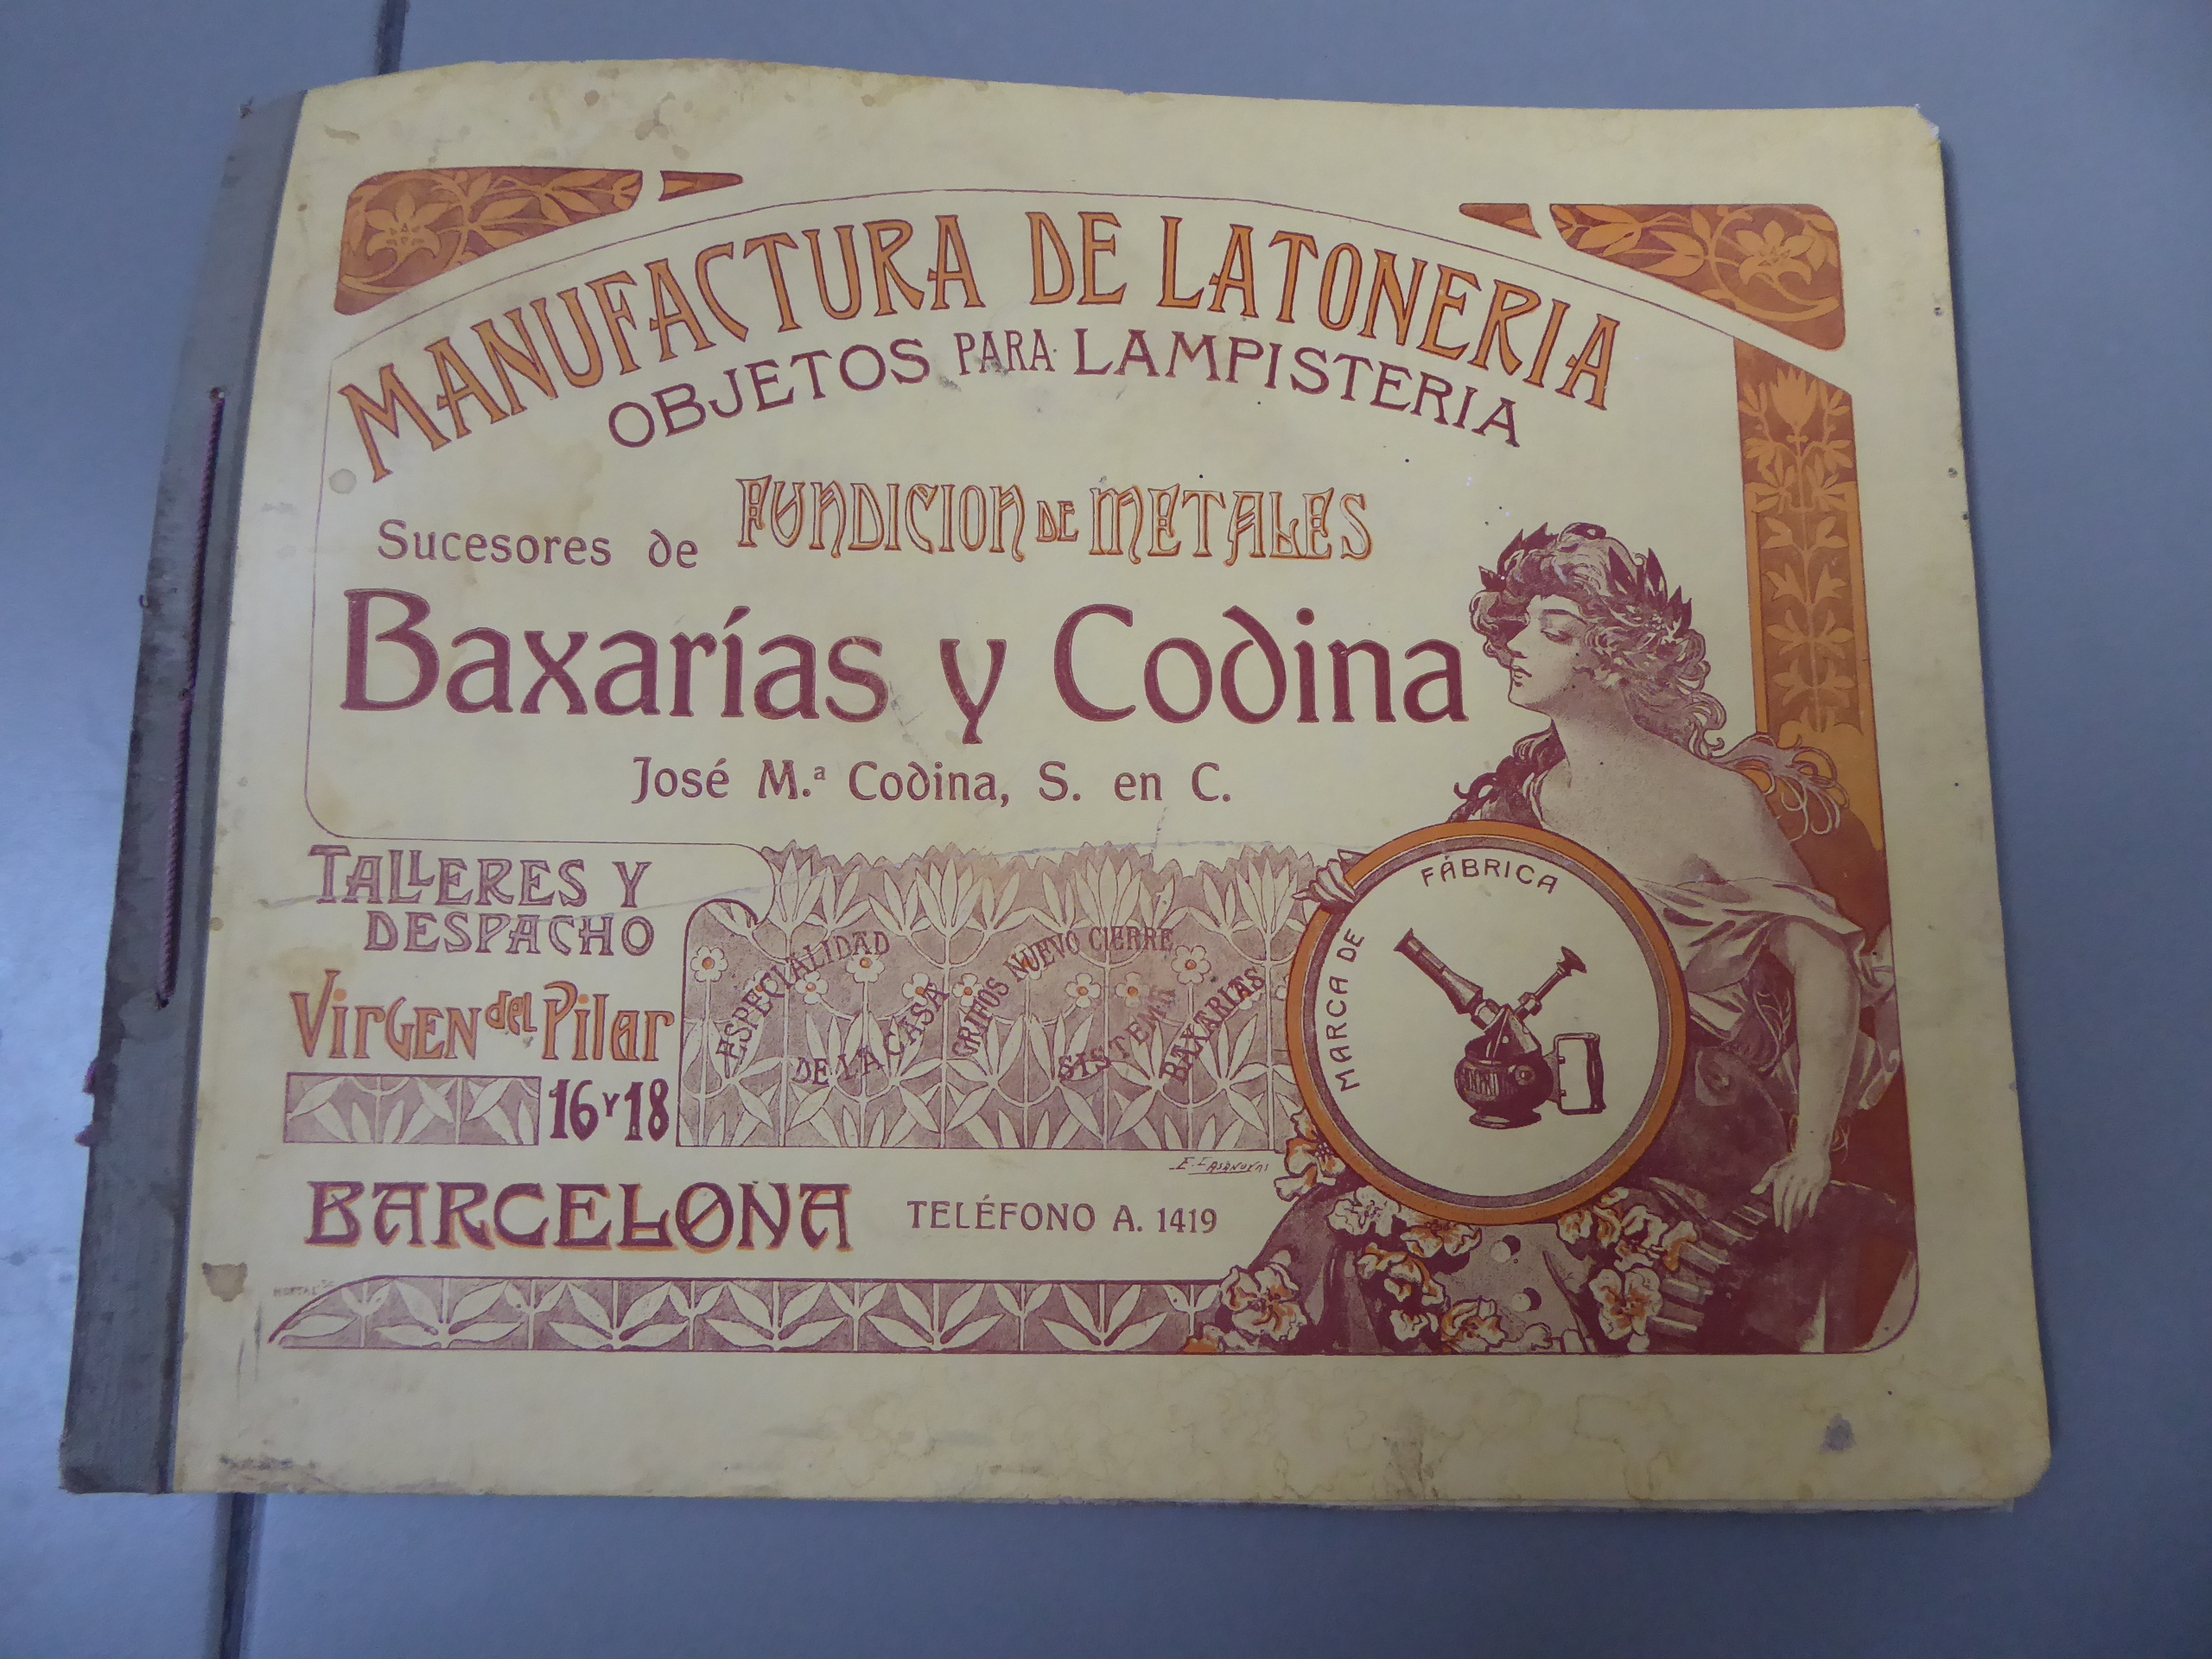 MANUFACTURA DE LATONERIA
OBJETOS PARA LAMPISTERIA
FUNDICION DE METALES
Sucesores de
Baxarías y Codina
José M.ª Codina, S. en C.
TALLERES Y
DESPACHO
VIRGEN del Pilar
16 Y 18
ESPECIALIDAD
DE LA CASA
GRIFOS NUEVO CIERRE
SISTEMA
BAXARIAS
MARCA DE FÁBRICA
E. CASANOVAS
BARCELONA
TELÉFONO A. 1419